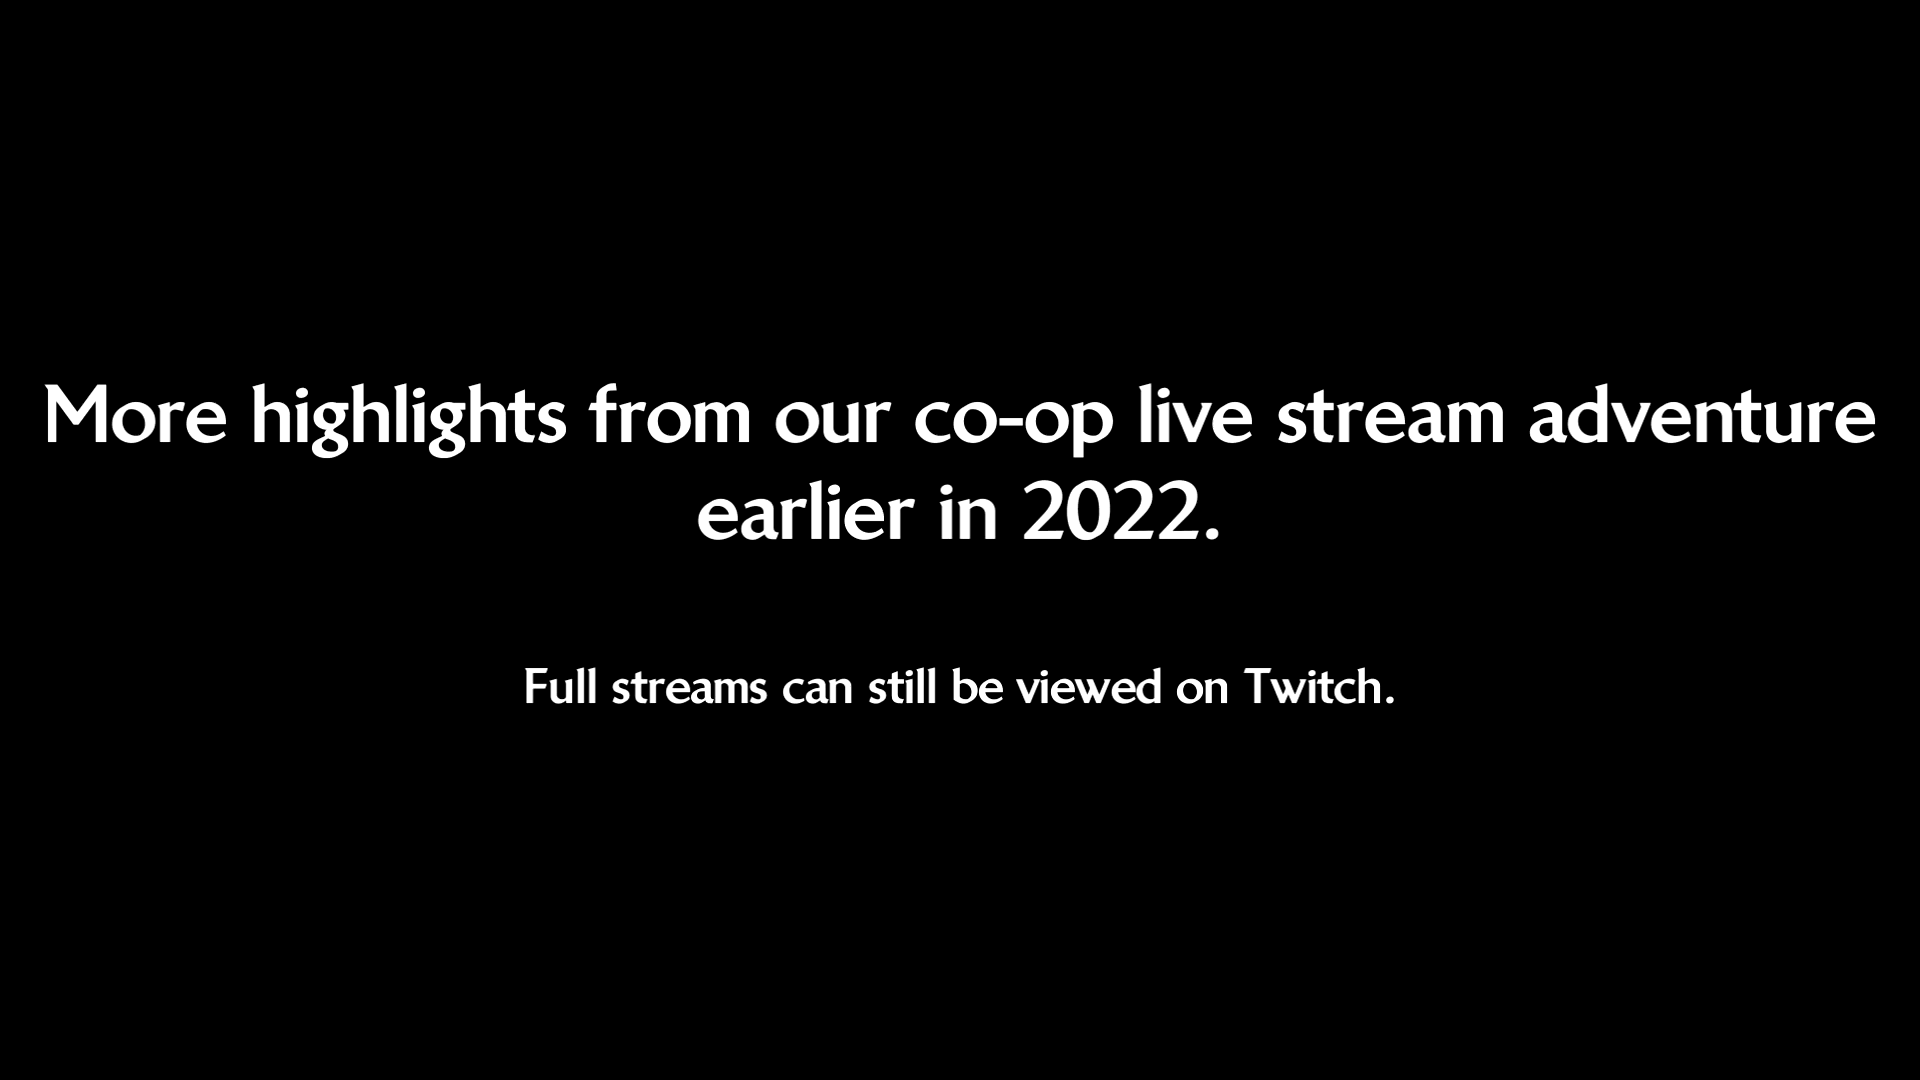 More highlights from our co-op live stream adventure
earlier in 2022.
Full streams can still be viewed on Twitch.